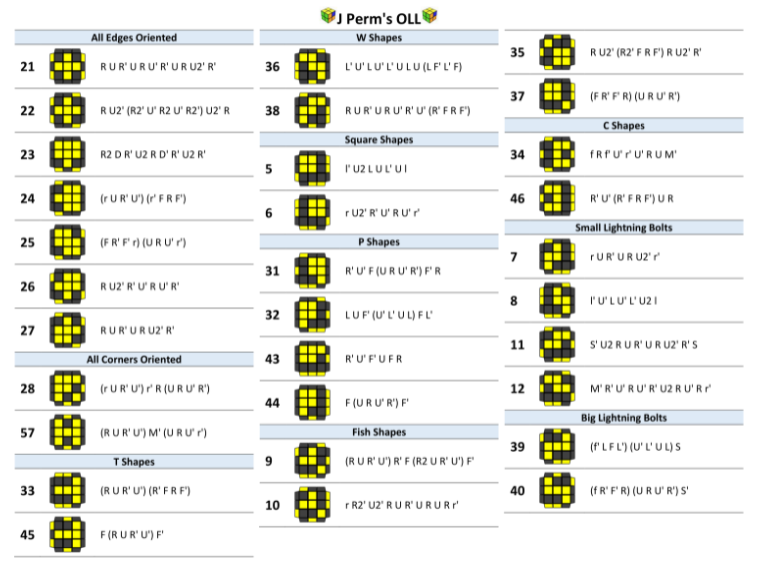 J Perm's OLL
All Edges Oriented
21 R U R' U R U' R' U R U2' R'
22 R U2' (R2' U' R2 U' R2') U2' R
23 R2 D R' U2 R D' R' U2 R'
24 (r U R' U') (r' F R F')
25 (F R' F' r) (U R U' r')
26 R U2' R' U' R U' R'
27 R U R' U R U2' R'
All Corners Oriented
28 (r U R' U') r' R (U R U' R')
57 (R U R' U') M' (U R U' r')
T Shapes
33 (R U R' U') (R' F R F')
45 F (R U R' U') F'
W Shapes
36 L' U' L U' L' U L U (L F' L' F)
38 R U R' U R U' R' U' (R' F R F')
Square Shapes
5 l' U2 L U L' U l
6 r U2' R' U' R U' r'
P Shapes
31 R' U' F (U R U' R') F' R
32 L U F' (U' L' U L) F L'
43 R' U' F' U F R
44 F (U R U' R') F'
Fish Shapes
9 (R U R' U') R' F (R2 U R' U') F'
10 r R2' U2' R U R' U R U R r'
35 R U2' (R2' F R F') R U2' R'
37 (F R' F' R) (U R U' R')
C Shapes
34 f R f' U' r' U' R U M'
46 R' U' (R' F R F') U R
Small Lightning Bolts
7 r U R' U R U2' r'
8 l' U' L U' L' U2 l
11 S' U2 R U R' U R U2' R' S
12 M' R' U' R U' R' U2 R U' R r'
Big Lightning Bolts
39 (f' L F L') (U' L' U L) S
40 (f R' F' R) (U R U' R') S'